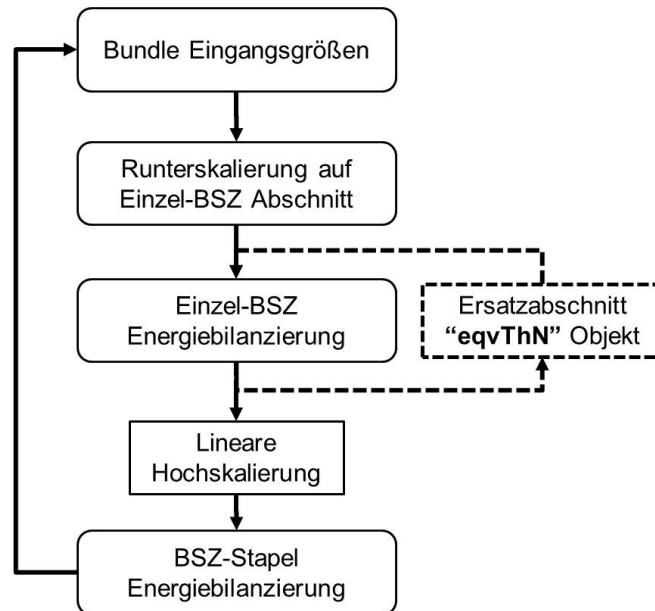 Bundle Eingangsgrößen
Runterskalierung auf
Einzel-BSZ Abschnitt
Einzel-BSZ
Energiebilanzierung
Ersatzabschnitt
“eqvThN” Objekt
Lineare
Hochskalierung
BSZ-Stapel
Energiebilanzierung